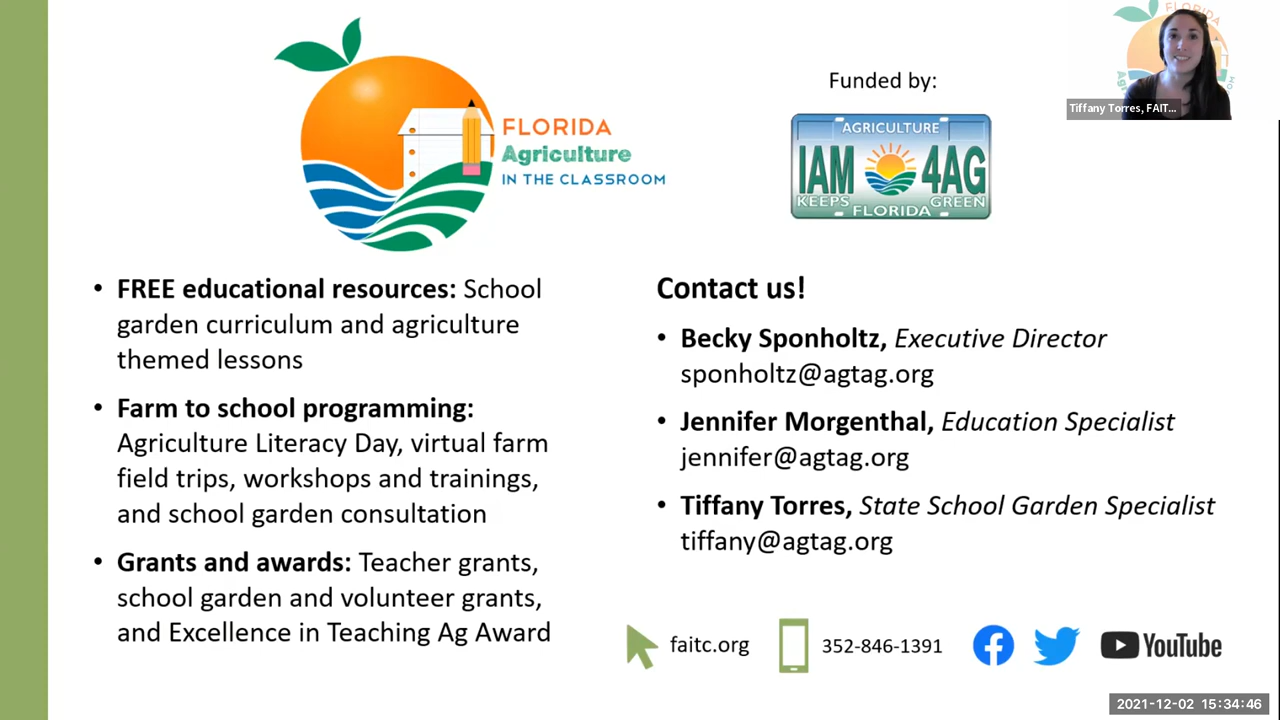 FLORIDA
Agriculture
IN THE CLASSROOM
Funded by:
AGRICULTURE
IAM 4AG
KEEPS GREEN
FLORIDA
FLORIDA
Tiffany Torres, FAIT...
• FREE educational resources: School
garden curriculum and agriculture
themed lessons
• Farm to school programming:
Agriculture Literacy Day, virtual farm
field trips, workshops and trainings,
and school garden consultation
• Grants and awards: Teacher grants,
school garden and volunteer grants,
and Excellence in Teaching Ag Award
Contact us!
• Becky Sponholtz, Executive Director
sponholtz@agtag.org
• Jennifer Morgenthal, Education Specialist
jennifer@agtag.org
• Tiffany Torres, State School Garden Specialist
tiffany@agtag.org
faitc.org
352-846-1391
YouTube
2021-12-02 15:34:46